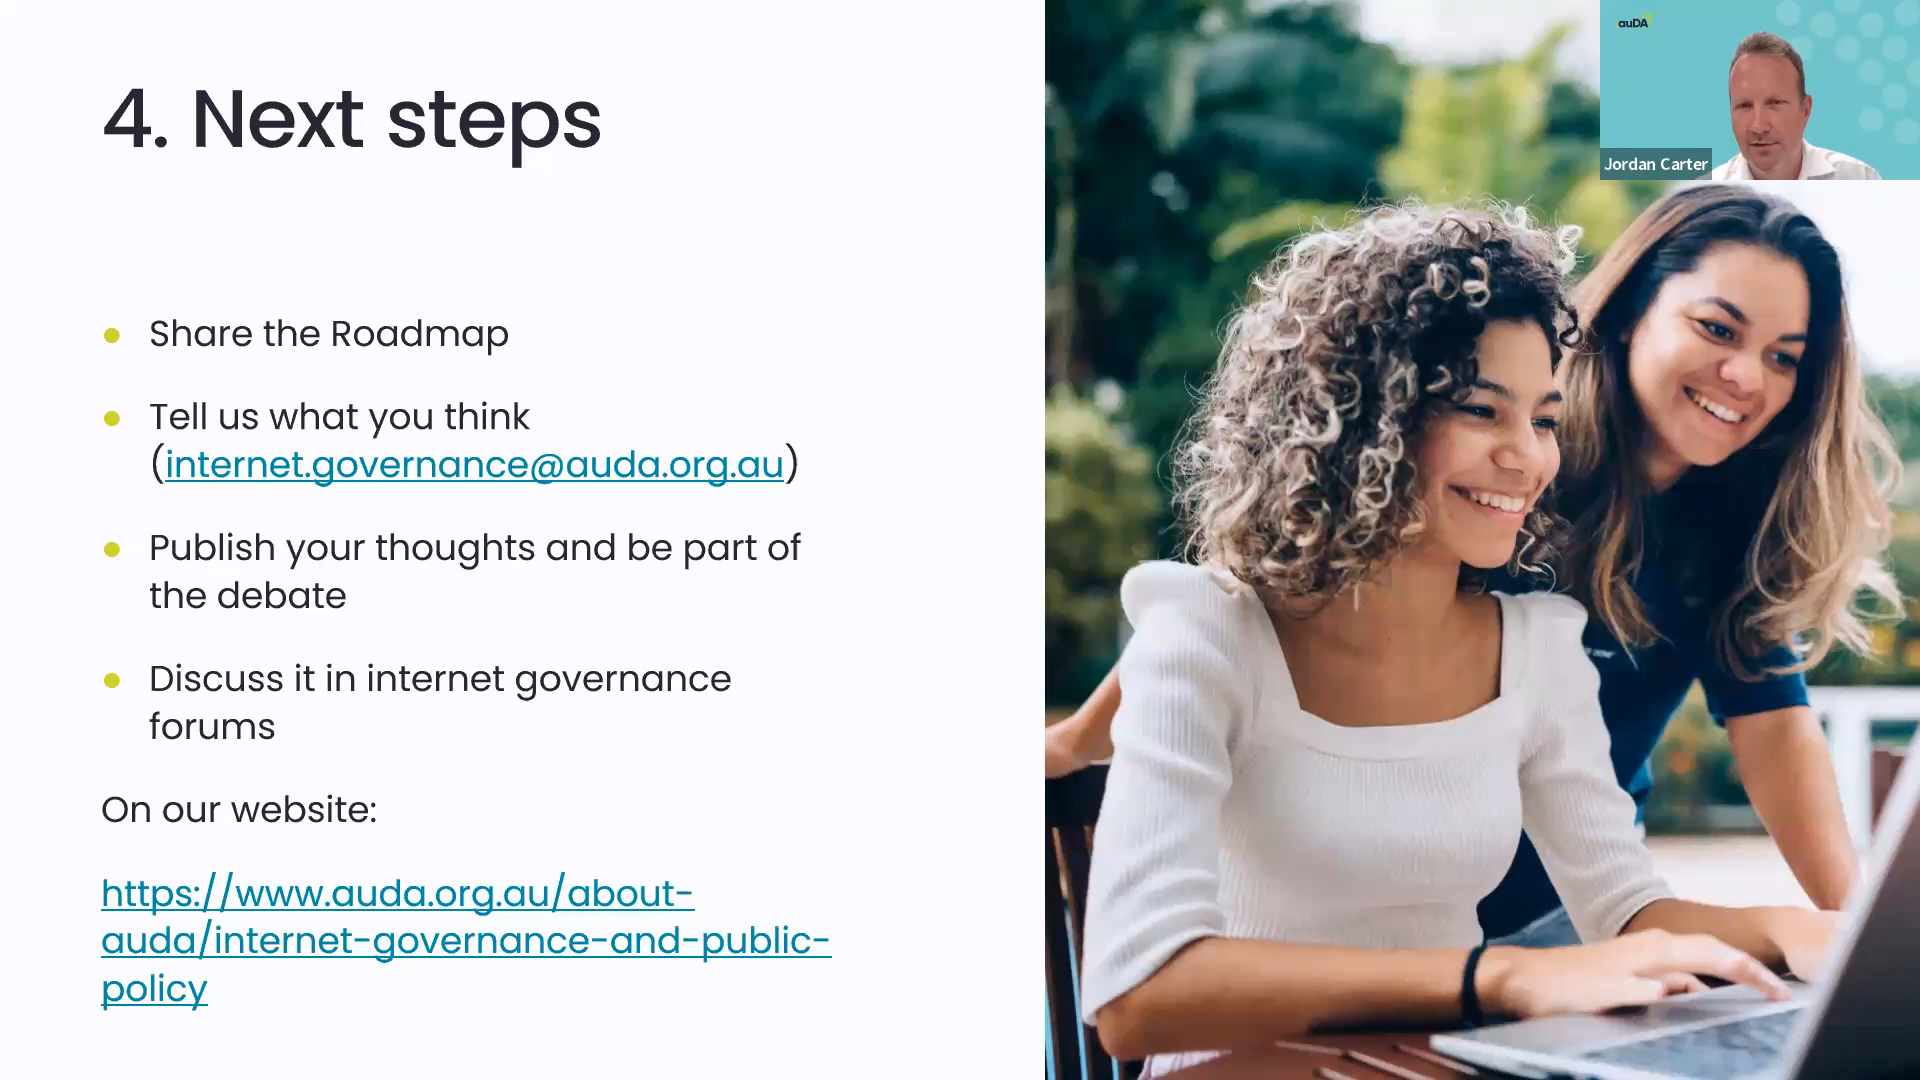 auDA
Jordan Carter
4. Next steps
● Share the Roadmap
● Tell us what you think
(internet.governance@auda.org.au)
● Publish your thoughts and be part of
the debate
● Discuss it in internet governance
forums
On our website:
https://www.auda.org.au/about-
auda/internet-governance-and-public-
policy